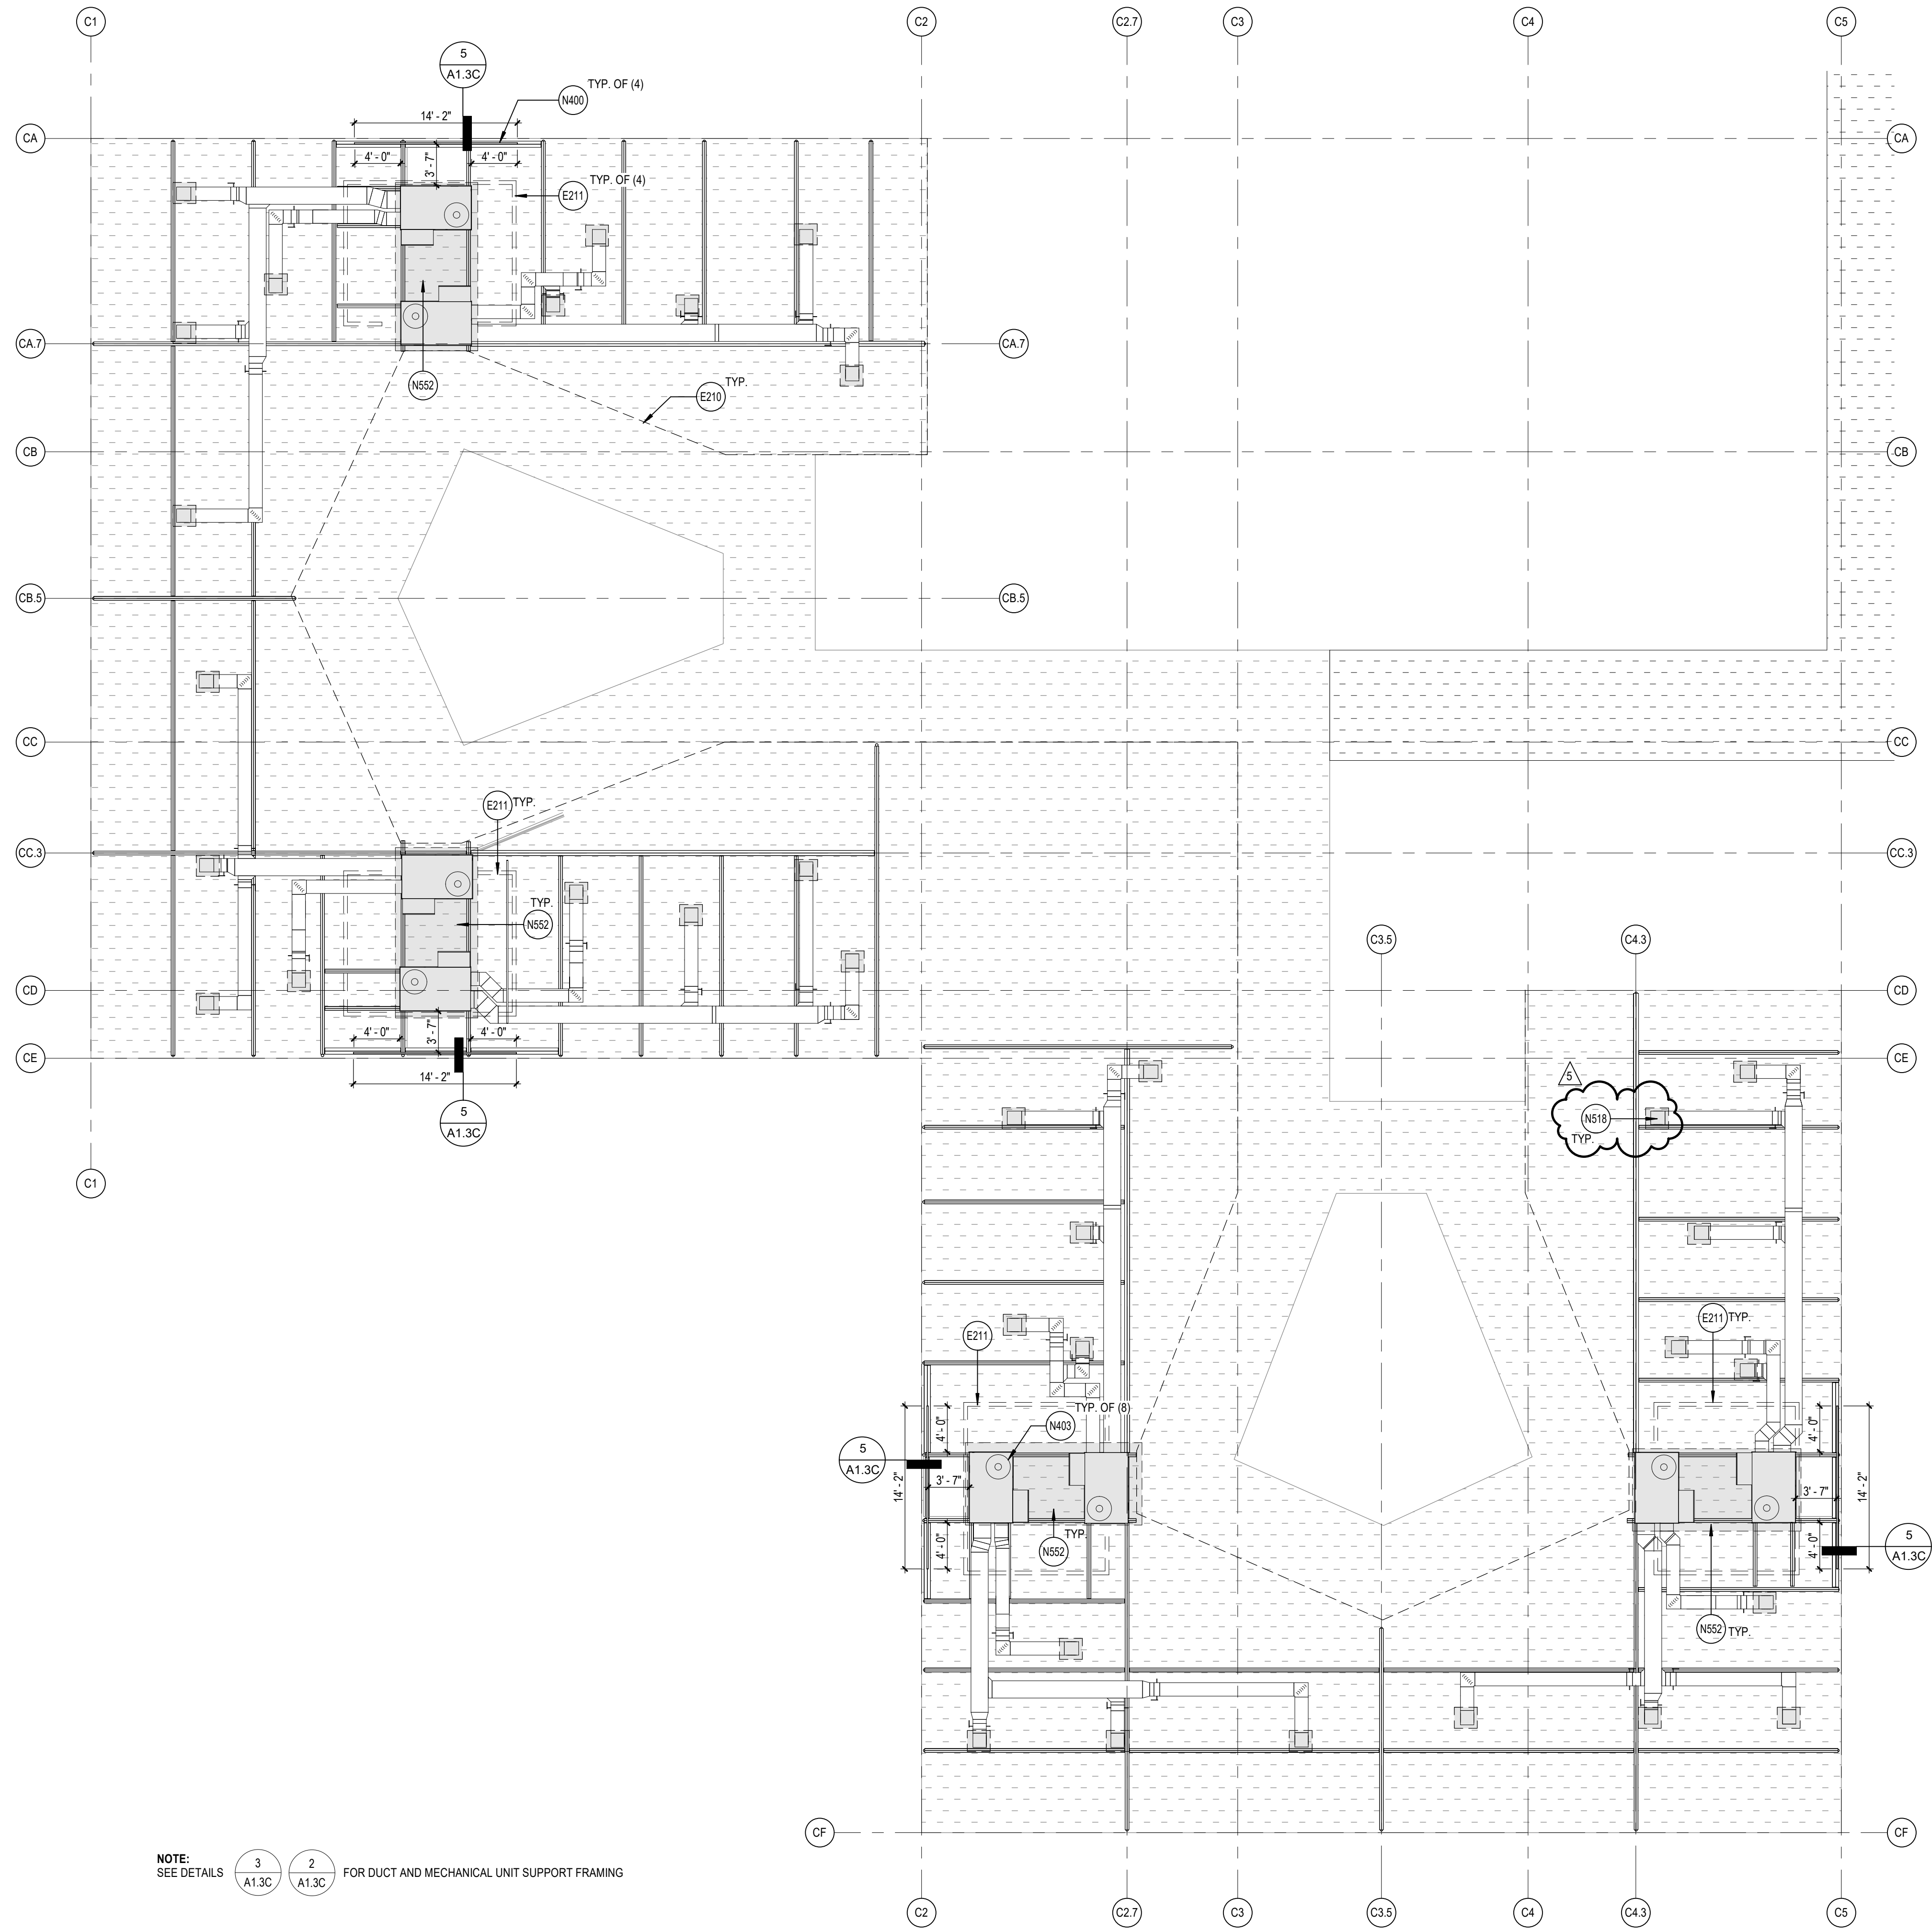 C1
C2
C2.7
C3
C4
C5
5
A1.3C
TYP. OF (4)
N400
14' - 2"
CA
CA
4' - 0"
3' - 7"
4' - 0"
TYP. OF (4)
E211
CA.7
CA.7
N552
TYP.
E210
CB
CB
CB.5
CB.5
CC
CC
E211
TYP.
CC.3
CC.3
TYP.
N552
C3.5
C4.3
CD
CD
4' - 0"
3' - 7"
4' - 0"
CE
CE
14' - 2"
5
A1.3C
5
N518
TYP.
C1
E211
E211
TYP.
TYP. OF (8)
N403
4' - 0"
4' - 0"
5
A1.3C
14' - 2"
3' - 7"
3' - 7"
14' - 2"
TYP.
N552
4' - 0"
4' - 0"
5
A1.3C
N552
TYP.
CF
CF
NOTE:
SEE DETAILS
3
A1.3C
2
A1.3C
FOR DUCT AND MECHANICAL UNIT SUPPORT FRAMING
C2
C2.7
C3
C3.5
C4
C4.3
C5